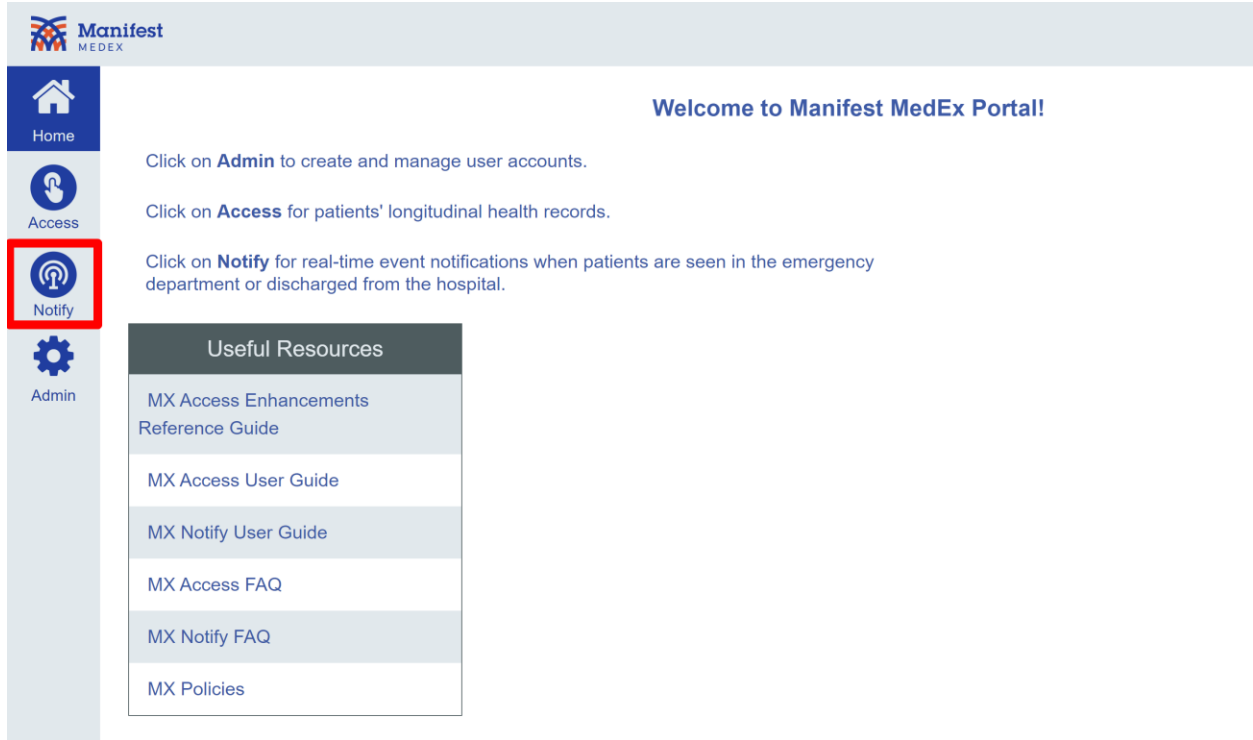 Manifest
MEDEX
Home
Access
Notify
Admin
Welcome to Manifest MedEx Portal!
Click on Admin to create and manage user accounts.
Click on Access for patients' longitudinal health records.
Click on Notify for real-time event notifications when patients are seen in the emergency
department or discharged from the hospital.
Useful Resources
MX Access Enhancements
Reference Guide
MX Access User Guide
MX Notify User Guide
MX Access FAQ
MX Notify FAQ
MX Policies